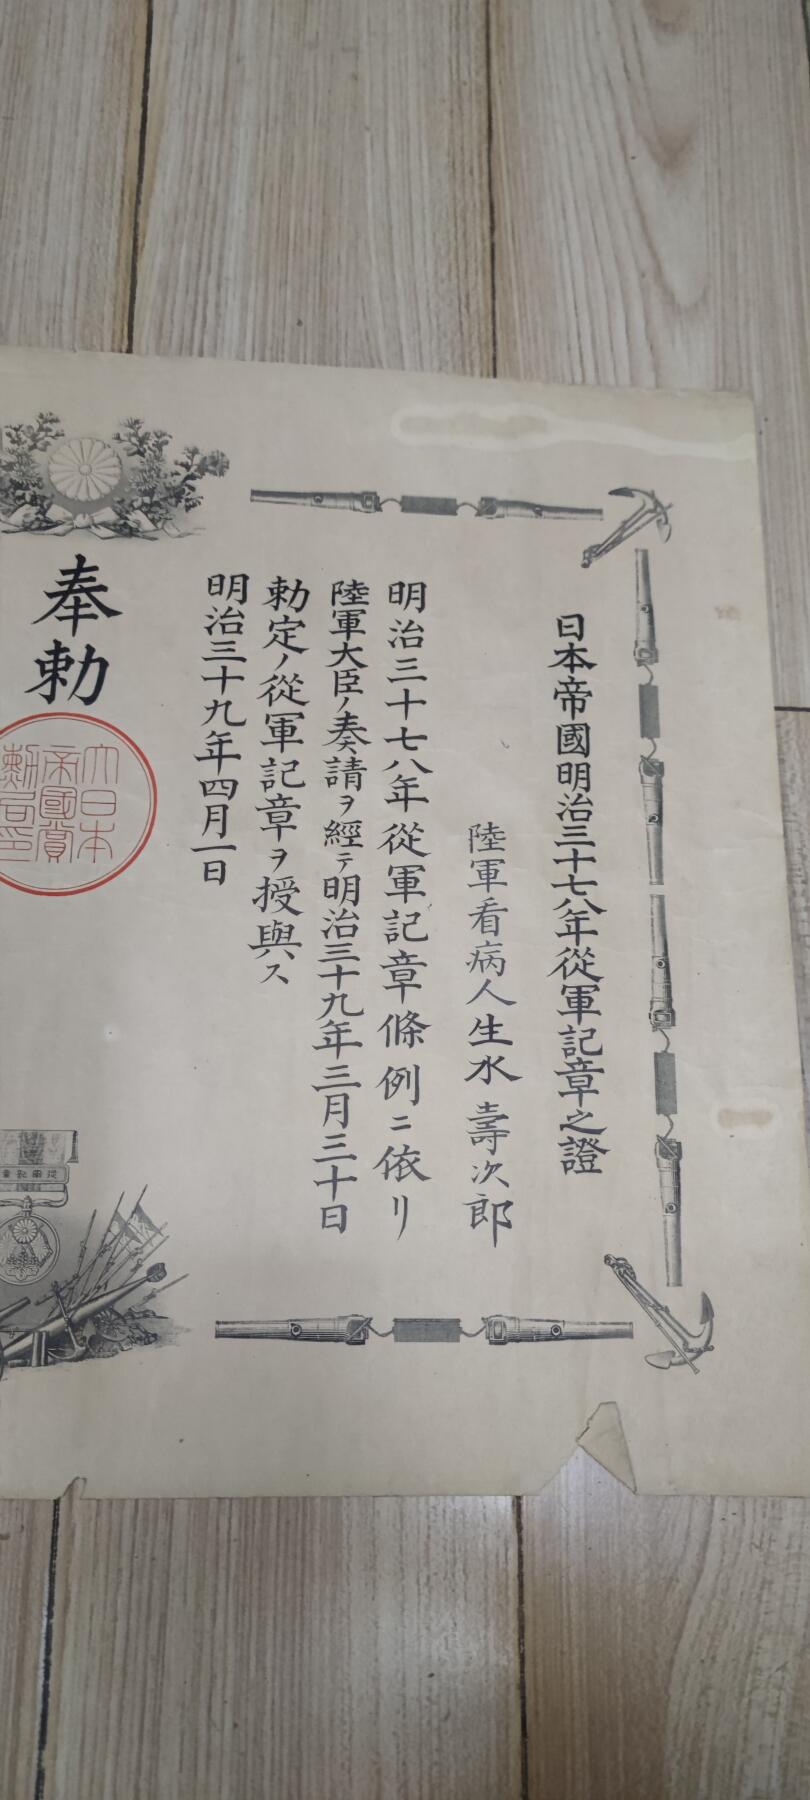 日本帝國明治三十七八年從軍記章之證
陸軍看病人生水壽次郎
明治三十七八年從軍記章條例ニ依リ
陸軍大臣ノ奏請ヲ經テ明治三十九年三月三十日
勅定ノ從軍記章ヲ授與ス
明治三十九年四月一日
奉勅
大日本
帝國賞
勲局印
從軍記章